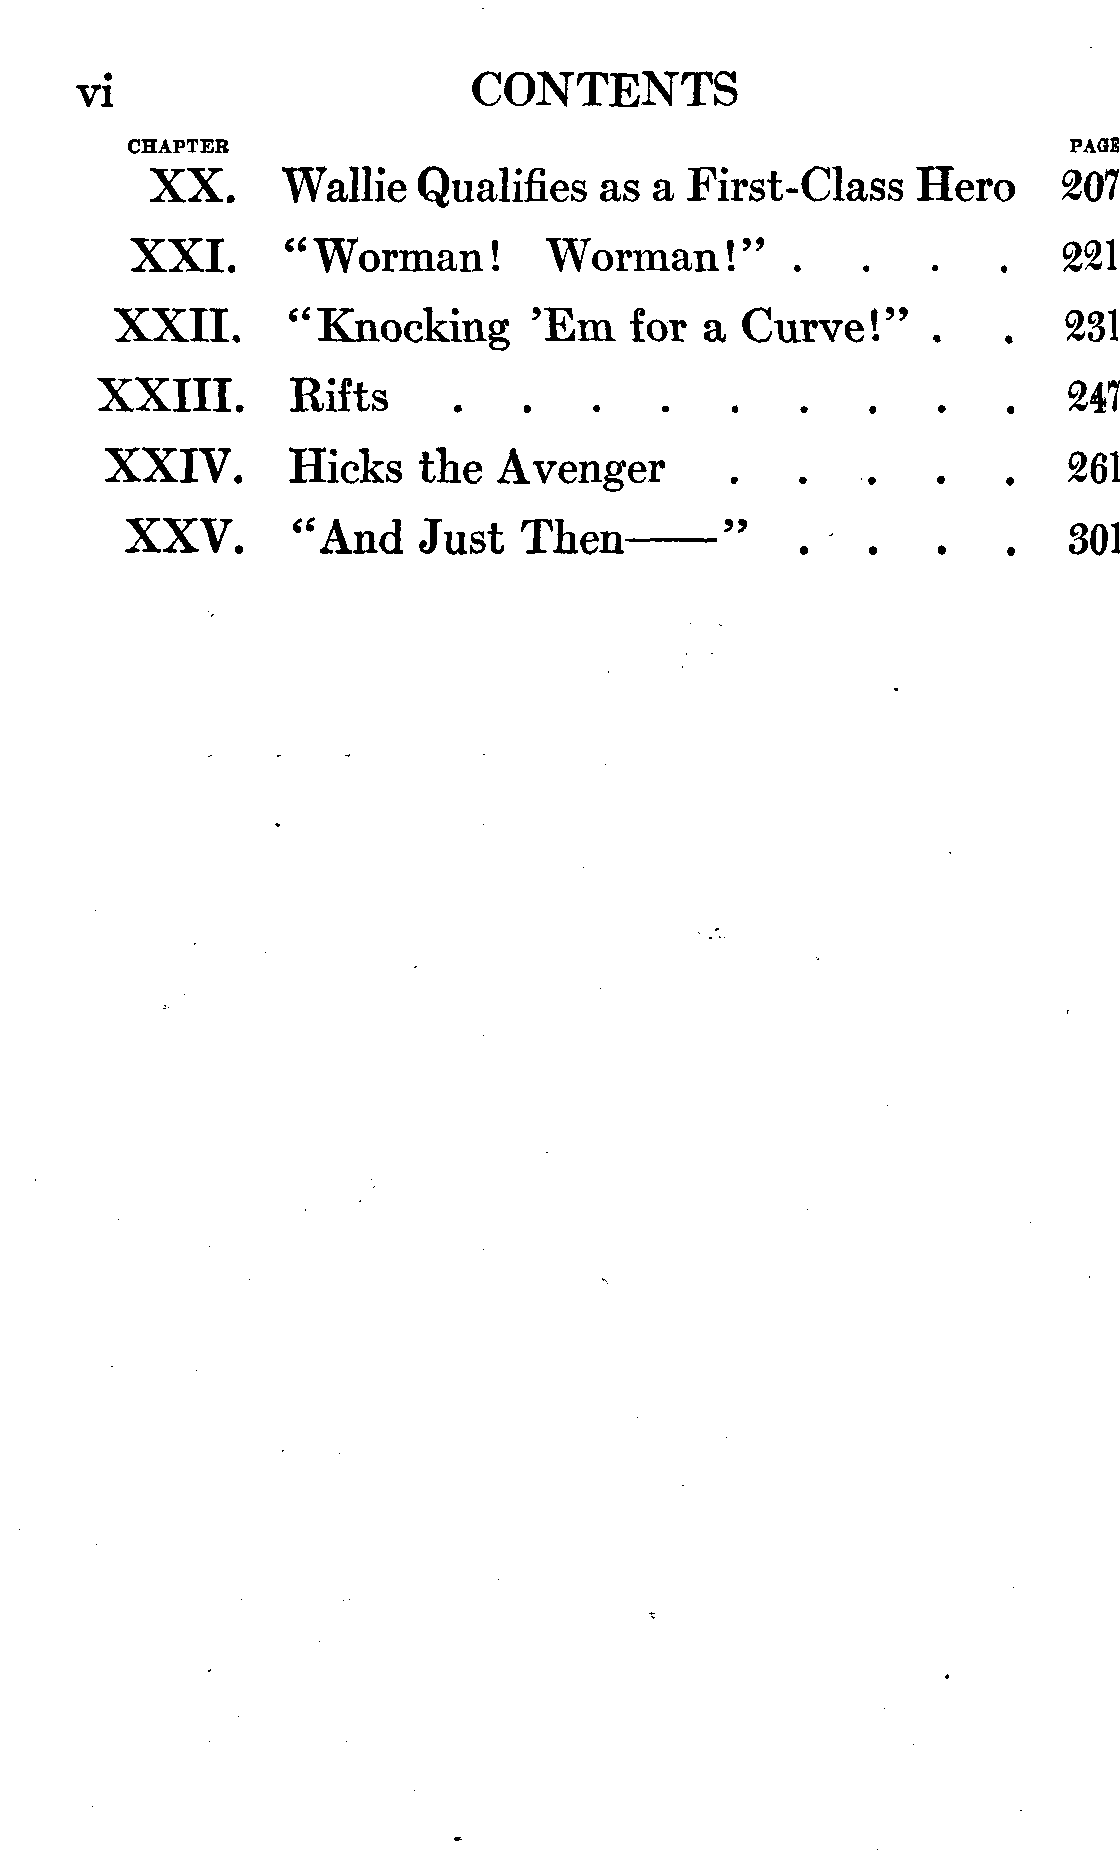 vi CONTENTS
CHAPTER PAGE
XX. Wallie Qualifies as a First-Class Hero 207
XXI. “Worman! Worman!” . . . . 221
XXII. “Knocking ’Em for a Curve!” . . 231
XXIII. Rifts . . . . . . . . . 247
XXIV. Hicks the Avenger . . . . . 261
XXV. “And Just Then——” . . . . 301